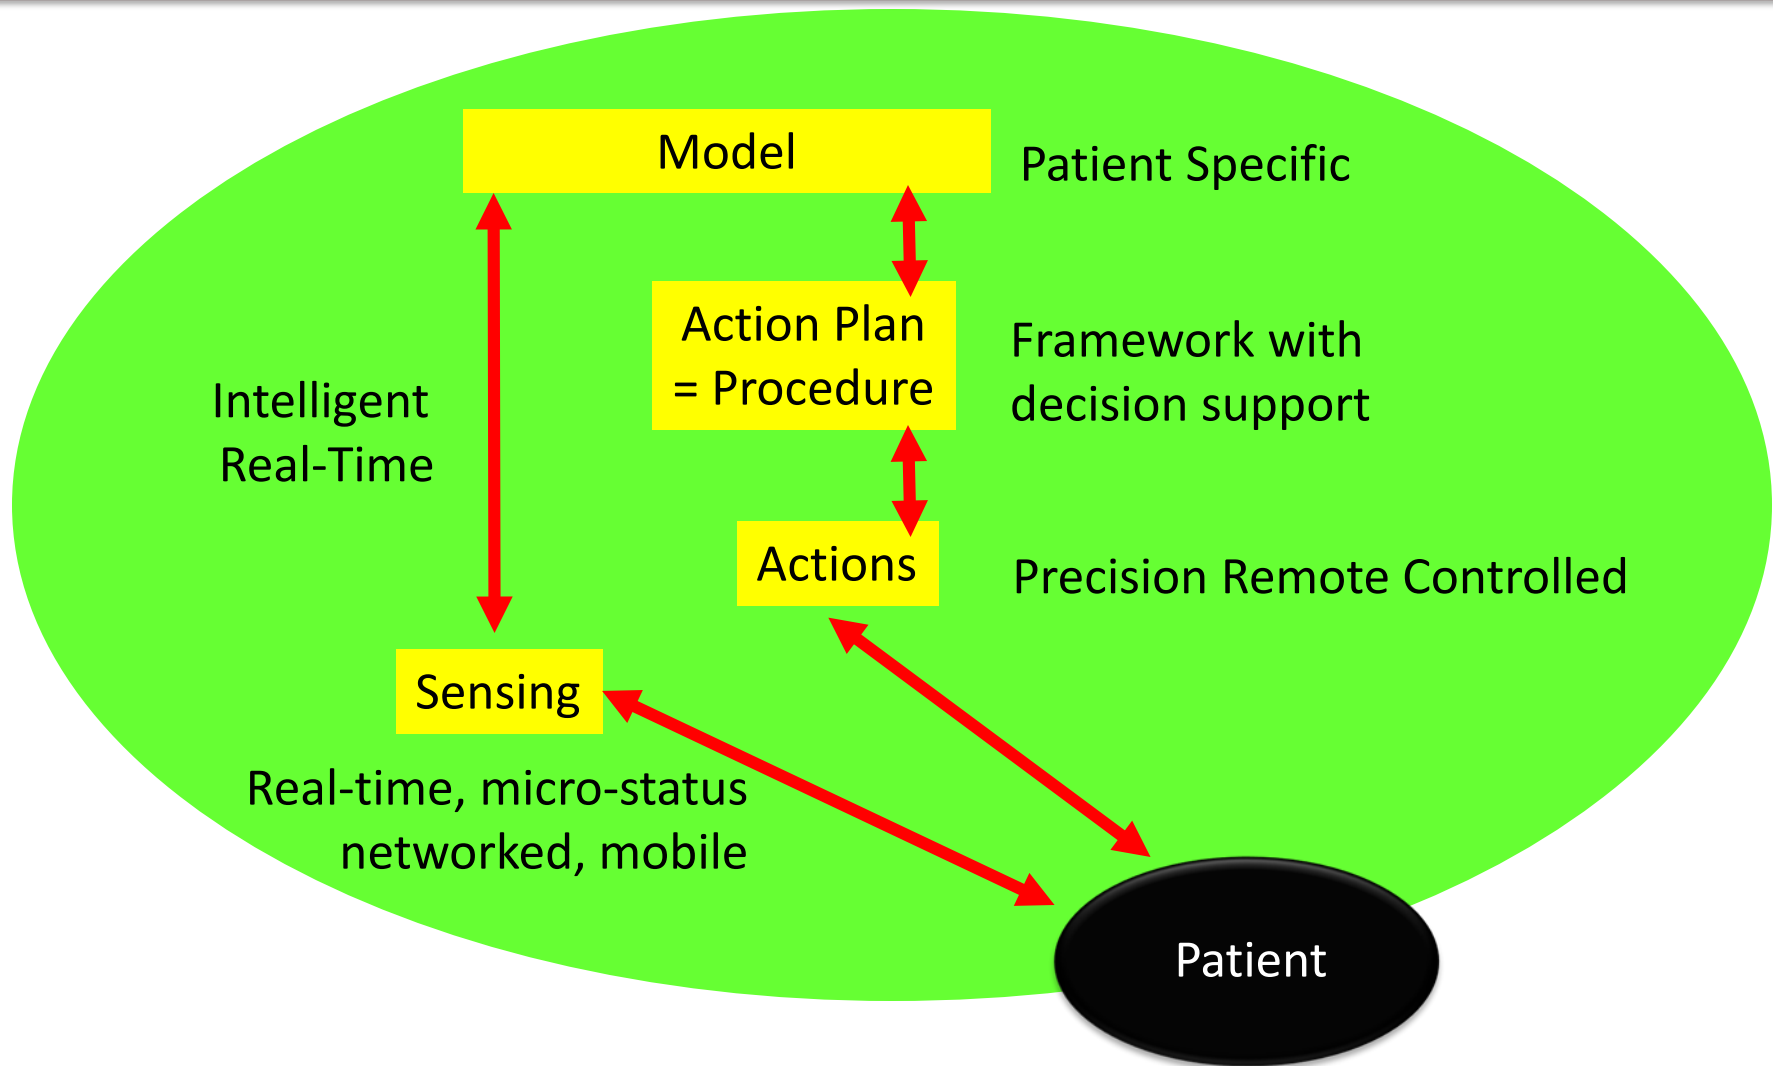 Model
Patient Specific
Action Plan
= Procedure
Framework with
decision support
Intelligent
Real-Time
Actions
Precision Remote Controlled
Sensing
Real-time, micro-status
networked, mobile
Patient